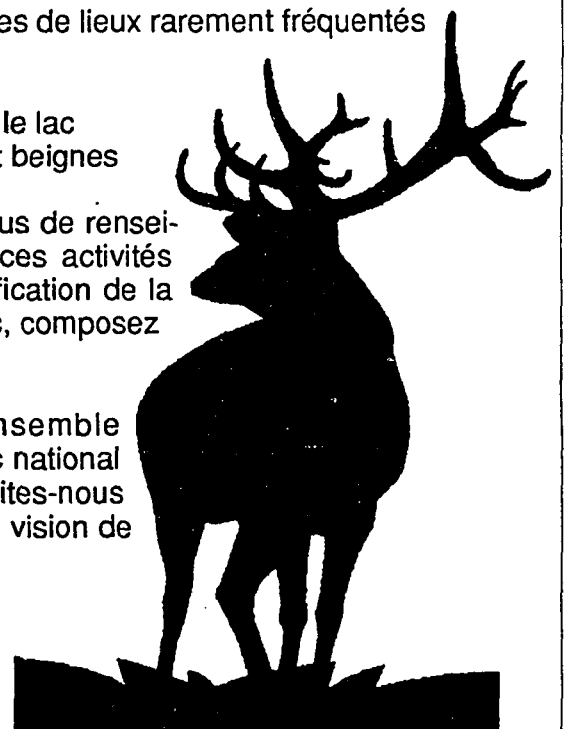 es de lieux rarement fréquentés
le lac
t beignes
us de rensei-
ces activités
fication de la
c, composez
nsemble
c national
ites-nous
vision de